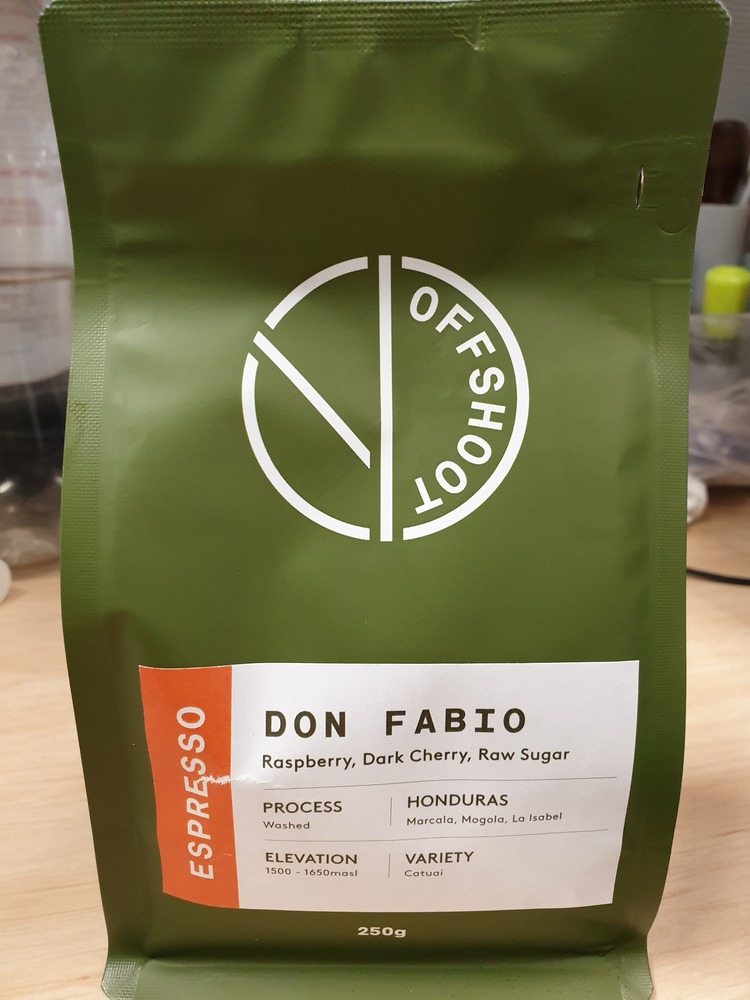 OFFSHOOT
ESPRESSO
DON FABIO
Raspberry, Dark Cherry, Raw Sugar
PROCESS
Washed
HONDURAS
Marcala, Mogola, La Isabel
ELEVATION
1500 - 1650masl
VARIETY
Catuai
250g